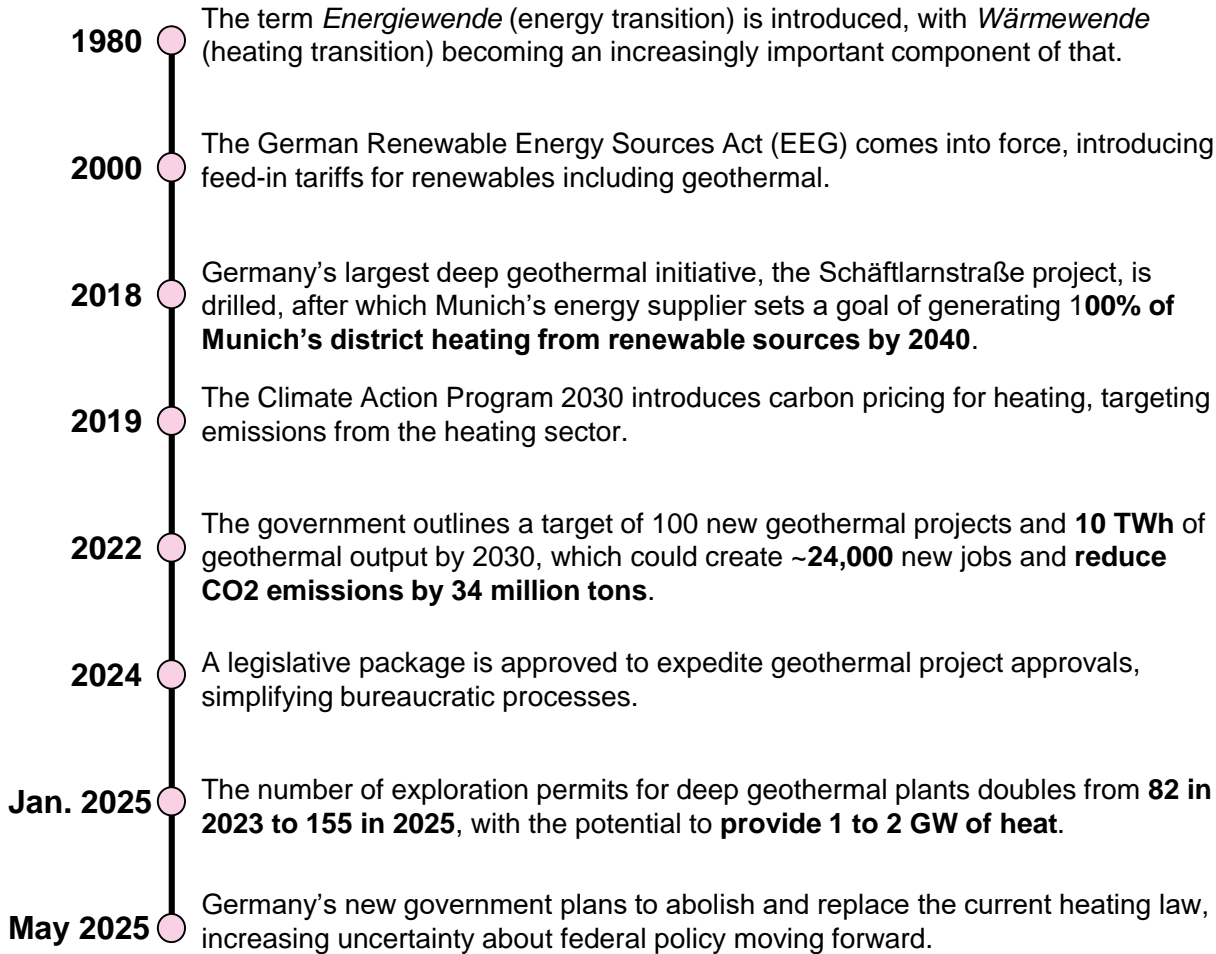 1980
The term Energiewende (energy transition) is introduced, with Wärmewende
(heating transition) becoming an increasingly important component of that.
2000
The German Renewable Energy Sources Act (EEG) comes into force, introducing
feed-in tariffs for renewables including geothermal.
2018
Germany’s largest deep geothermal initiative, the Schäftlarnstraße project, is
drilled, after which Munich’s energy supplier sets a goal of generating 100% of
Munich’s district heating from renewable sources by 2040.
2019
The Climate Action Program 2030 introduces carbon pricing for heating, targeting
emissions from the heating sector.
2022
The government outlines a target of 100 new geothermal projects and 10 TWh of
geothermal output by 2030, which could create ~24,000 new jobs and reduce
CO2 emissions by 34 million tons.
2024
A legislative package is approved to expedite geothermal project approvals,
simplifying bureaucratic processes.
Jan. 2025
The number of exploration permits for deep geothermal plants doubles from 82 in
2023 to 155 in 2025, with the potential to provide 1 to 2 GW of heat.
May 2025
Germany’s new government plans to abolish and replace the current heating law,
increasing uncertainty about federal policy moving forward.